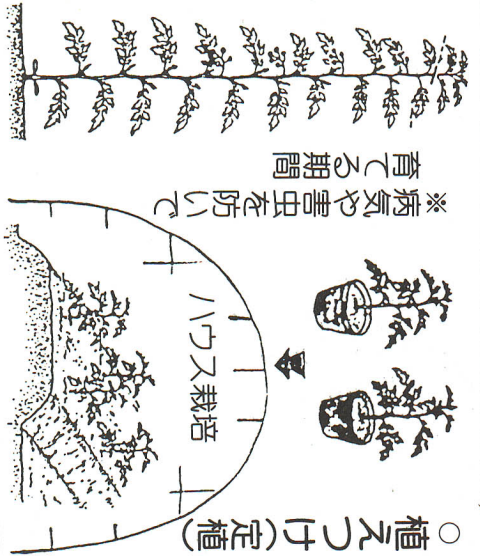 ○ 植えつけ(定植)
ハウス栽培
※病気や害虫を防いで
育てる期間